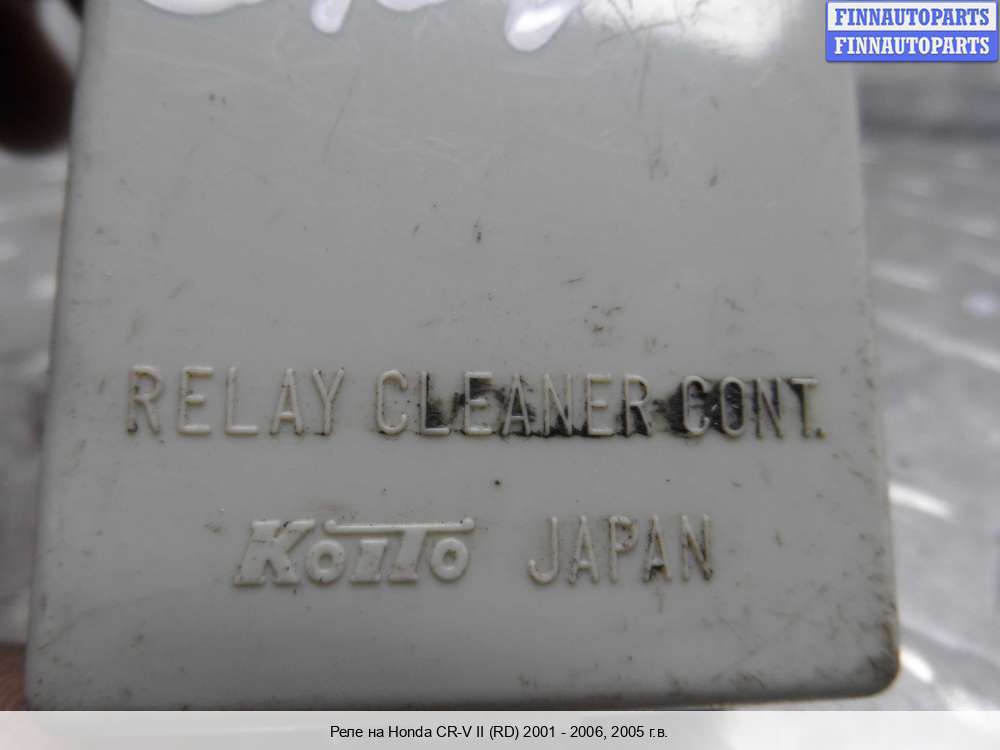 FINNAUTOPARTS
FINNAUTOPARTS
RELAY CLEANER CONT.
KOITO JAPAN
Реле на Honda CR-V II (RD) 2001 - 2006, 2005 г.в.